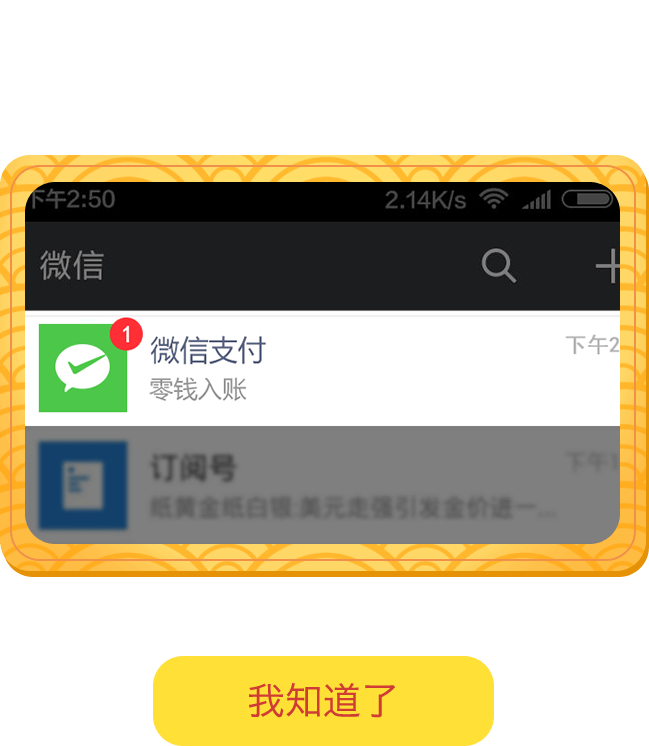 下午2:50 2.14K/s
微信
1
微信支付 下午2
零钱入账
订阅号 下午1
纸黄金纸白银:美元走强引发金价进一...
我知道了